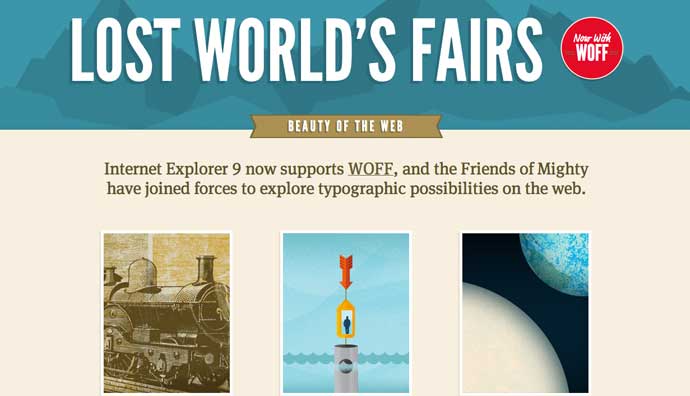 LOST WORLD'S FAIRS
Now With
WOFF
BEAUTY OF THE WEB
Internet Explorer 9 now supports WOFF, and the Friends of Mighty
have joined forces to explore typographic possibilities on the web.